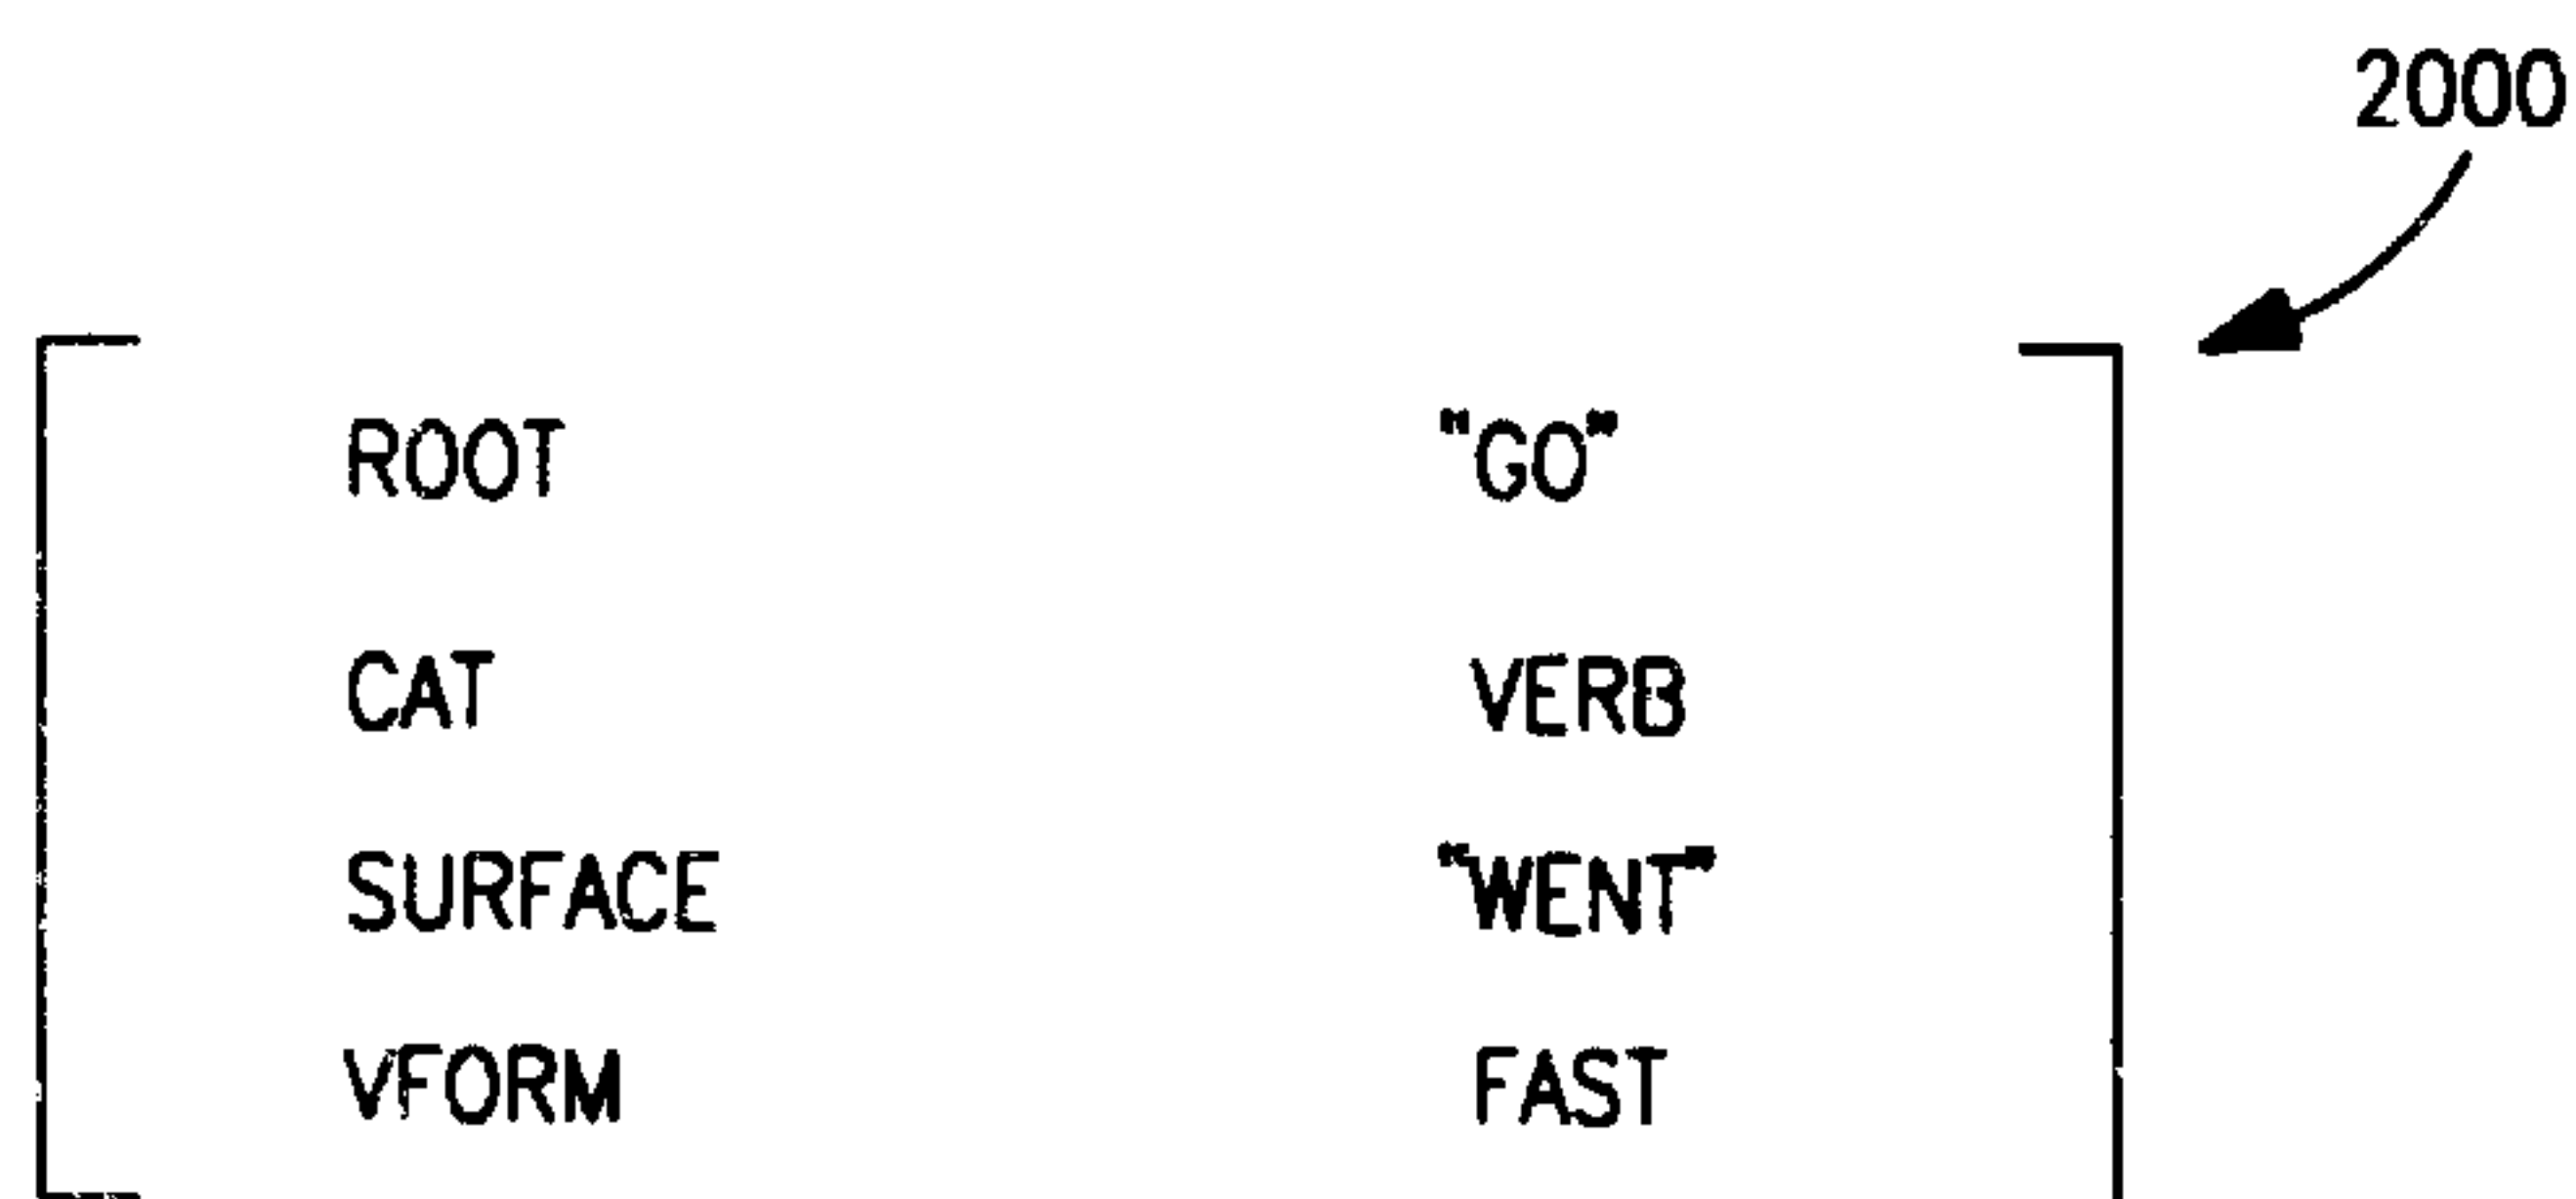 2000
ROOT "GO"
CAT VERB
SURFACE "WENT"
VFORM FAST